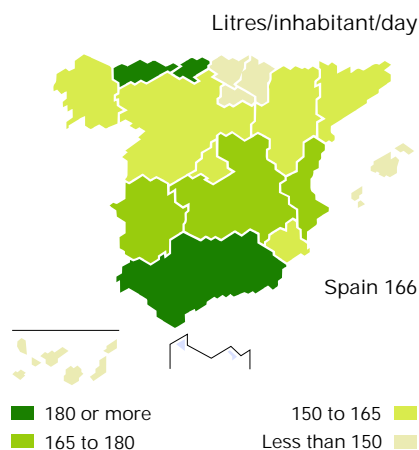 Litres/inhabitant/day
Spain 166
180 or more
150 to 165
165 to 180
Less than 150